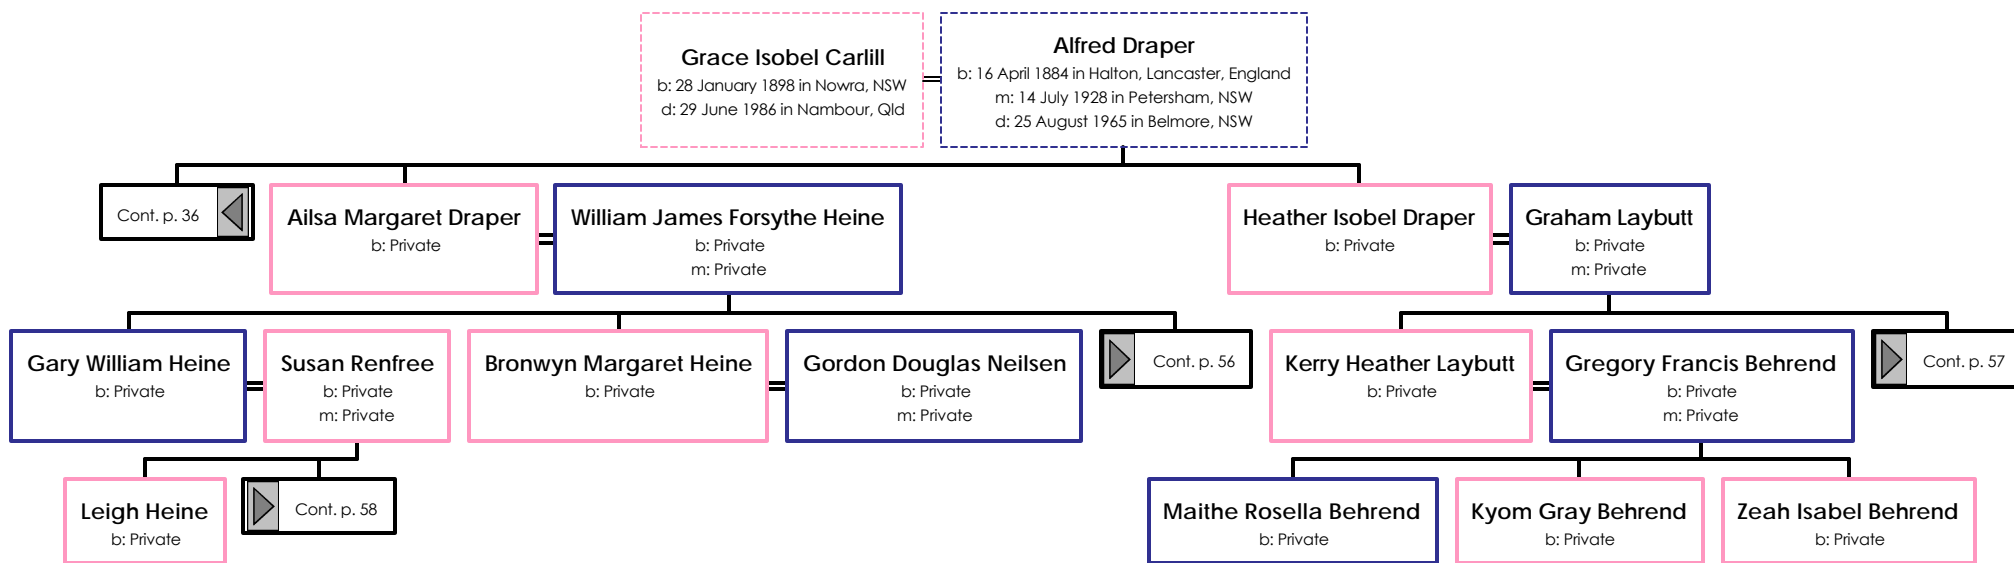 Grace Isobel Carlill
b: 28 January 1898 in Nowra, NSW
d: 29 June 1986 in Nambour, Qld
Alfred Draper
b: 16 April 1884 in Halton, Lancaster, England
m: 14 July 1928 in Petersham, NSW
d: 25 August 1965 in Belmore, NSW
Cont. p. 36
Ailsa Margaret Draper
b: Private
William James Forsythe Heine
b: Private
m: Private
Heather Isobel Draper
b: Private
Graham Laybutt
b: Private
m: Private
Gary William Heine
b: Private
Susan Renfree
b: Private
m: Private
Bronwyn Margaret Heine
b: Private
Gordon Douglas Neilsen
b: Private
m: Private
Cont. p. 56
Kerry Heather Laybutt
b: Private
Gregory Francis Behrend
b: Private
m: Private
Cont. p. 57
Leigh Heine
b: Private
Cont. p. 58
Maithe Rosella Behrend
b: Private
Kyom Gray Behrend
b: Private
Zeah Isabel Behrend
b: Private